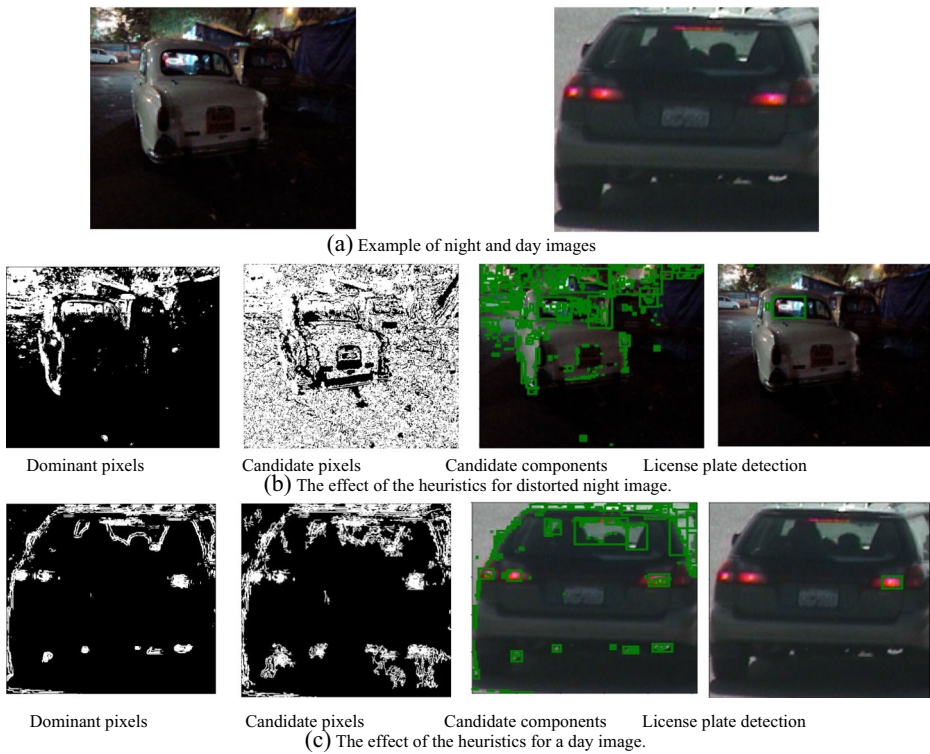 (a) Example of night and day images
Dominant pixels Candidate pixels Candidate components License plate detection
(b) The effect of the heuristics for distorted night image.
Dominant pixels Candidate pixels Candidate components License plate detection
(c) The effect of the heuristics for a day image.